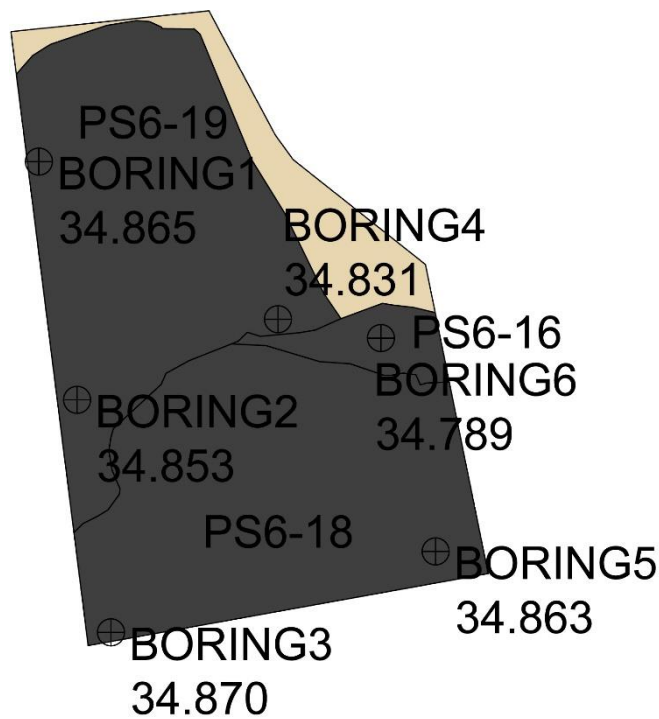 PS6-19
BORING1
34.865
BORING4
34.831
PS6-16
BORING6
34.789
BORING2
34.853
PS6-18
BORING5
34.863
BORING3
34.870